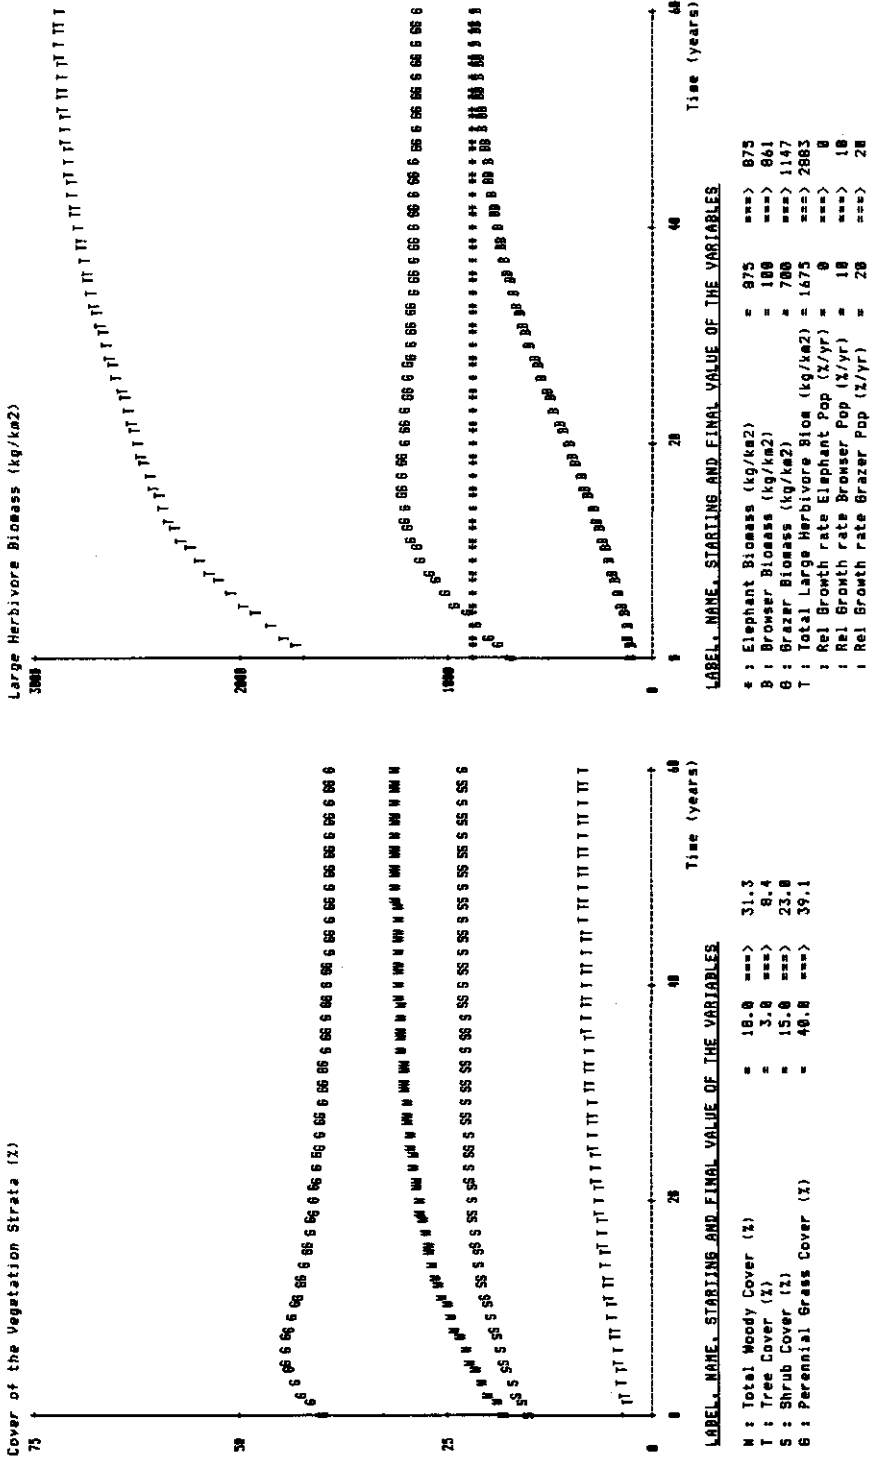 Cover of the Vegetation Strata (%)
75
50
25
0
0
20
40
60
Time (years)
LABEL, NAME, STARTING AND FINAL VALUE OF THE VARIABLES
W : Total Woody Cover (%) = 18.0 ===> 31.3
T : Tree Cover (%) = 3.0 ===> 8.4
S : Shrub Cover (%) = 15.0 ===> 23.0
G : Perennial Grass Cover (%) = 40.0 ===> 39.1
Large Herbivore Biomass (kg/km2)
3000
2000
1000
0
0
20
40
60
Time (years)
LABEL, NAME, STARTING AND FINAL VALUE OF THE VARIABLES
* : Elephant Biomass (kg/km2) = 875 ===> 875
B : Browser Biomass (kg/km2) = 100 ===> 861
G : Grazer Biomass (kg/km2) = 700 ===> 1147
T : Total Large Herbivore Biom (kg/km2) = 1675 ===> 2883
: Rel Growth rate Elephant Pop (%/yr) = 0 ===> 0
: Rel Growth rate Browser Pop (%/yr) = 10 ===> 10
: Rel Growth rate Grazer Pop (%/yr) = 20 ===> 20